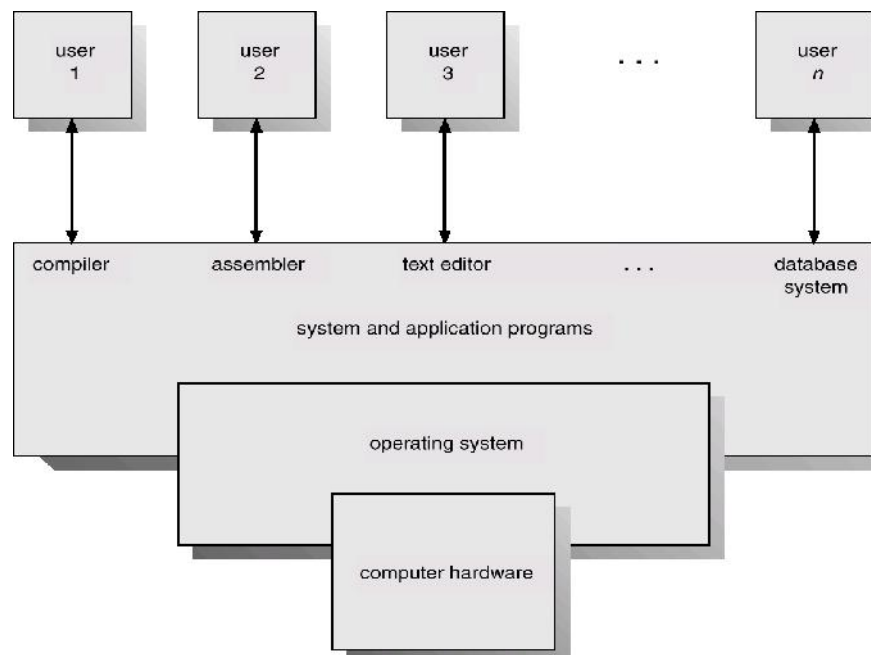 user
1
user
2
user
3
. . .
user
n
compiler
assembler
text editor
. . .
database
system
system and application programs
operating system
computer hardware